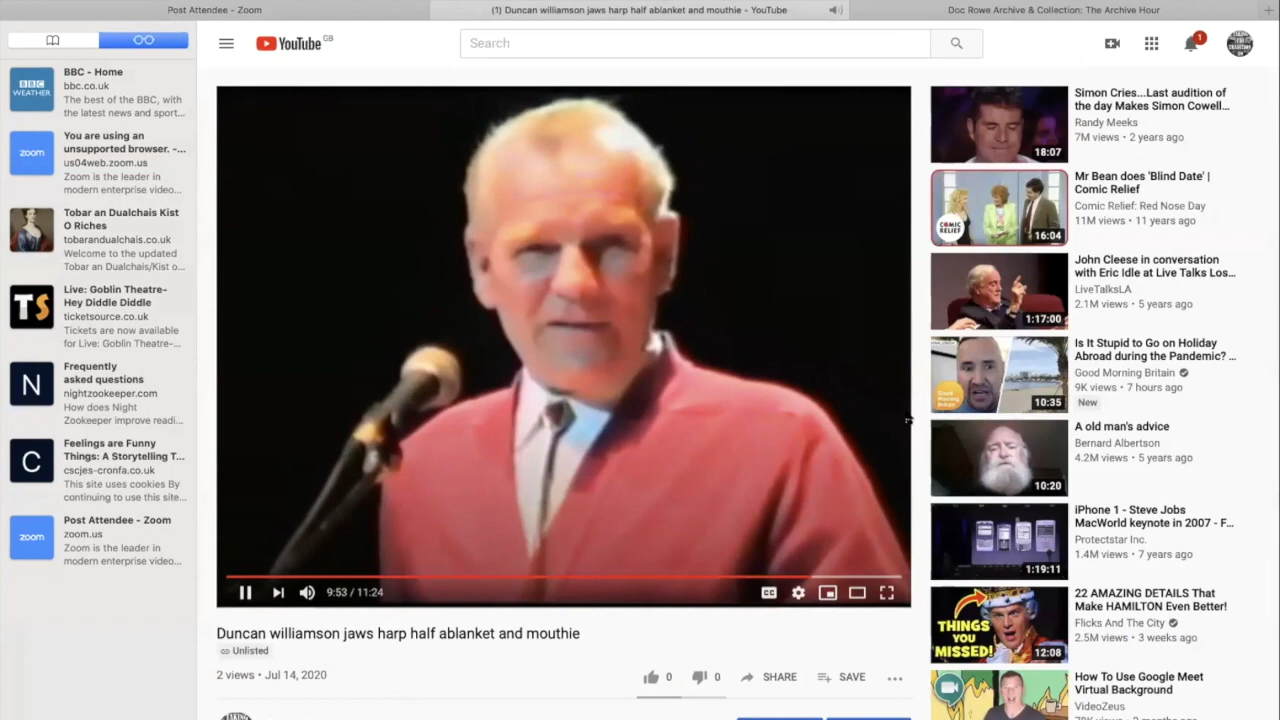 Post Attendee - Zoom
(1) Duncan williamson jaws harp half ablanket and mouthie - YouTube
Doc Rowe Archive & Collection: The Archive Hour
YouTube GB
Search
1
BBC - Home
bbc.co.uk
The best of the BBC, with
the latest news and sport...
BBC
WEATHER
You are using an
unsupported browser. -...
us04web.zoom.us
Zoom is the leader in
modern enterprise video...
zoom
Tobar an Dualchais Kist
O Riches
tobarandualchais.co.uk
Welcome to the updated
Tobar an Dualchais/Kist o...
Live: Goblin Theatre-
Hey Diddle Diddle
ticketsource.co.uk
Tickets are now available
for Live: Goblin Theatre-...
TS
Frequently
asked questions
nightzookeeper.com
How does Night
Zookeeper improve readi...
N
Feelings are Funny
Things: A Storytelling T...
cscjes-cronfa.co.uk
This site uses cookies By
continuing to use this site...
C
Post Attendee - Zoom
zoom.us
Zoom is the leader in
modern enterprise video...
zoom
9:53 / 11:24
CC
Duncan williamson jaws harp half ablanket and mouthie
Unlisted
2 views • Jul 14, 2020
0
0
SHARE
SAVE
Simon Cries...Last audition of
the day Makes Simon Cowell...
Randy Meeks
7M views • 2 years ago
18:07
Mr Bean does 'Blind Date' |
Comic Relief
Comic Relief: Red Nose Day
11M views • 11 years ago
COMIC
RELIEF
16:04
John Cleese in conversation
with Eric Idle at Live Talks Los...
LiveTalksLA
2.1M views • 5 years ago
1:17:00
Is It Stupid to Go on Holiday
Abroad during the Pandemic? ...
Good Morning Britain
9K views • 7 hours ago
New
10:35
A old man's advice
Bernard Albertson
4.2M views • 5 years ago
10:20
iPhone 1 - Steve Jobs
MacWorld keynote in 2007 - F...
Protectstar Inc.
1.4M views • 7 years ago
1:19:11
22 AMAZING DETAILS That
Make HAMILTON Even Better!
Flicks And The City
2.5M views • 3 weeks ago
THINGS
YOU
MISSED!
12:08
How To Use Google Meet
Virtual Background
VideoZeus